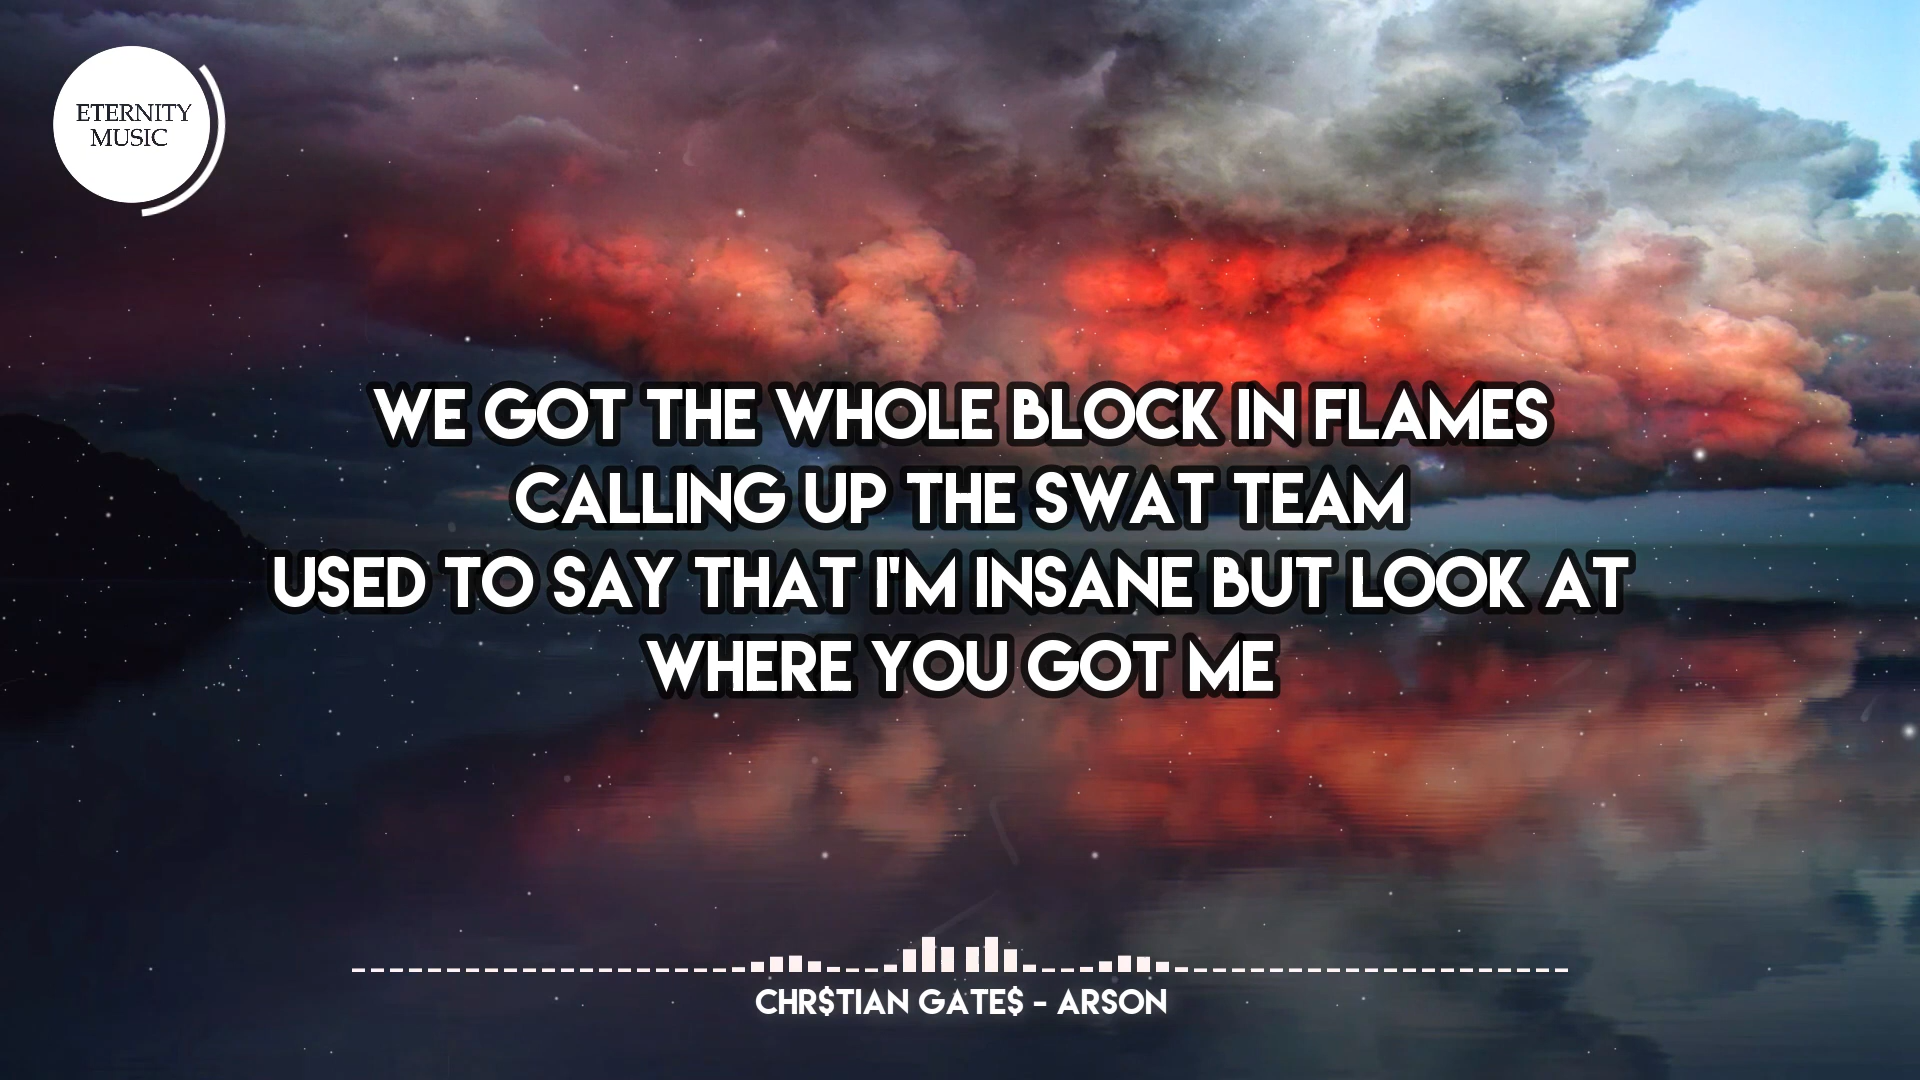 ETERNITY
MUSIC
WE GOT THE WHOLE BLOCK IN FLAMES
CALLING UP THE SWAT TEAM
USED TO SAY THAT I'M INSANE BUT LOOK AT
WHERE YOU GOT ME
CHR$TIAN GATE$ - ARSON